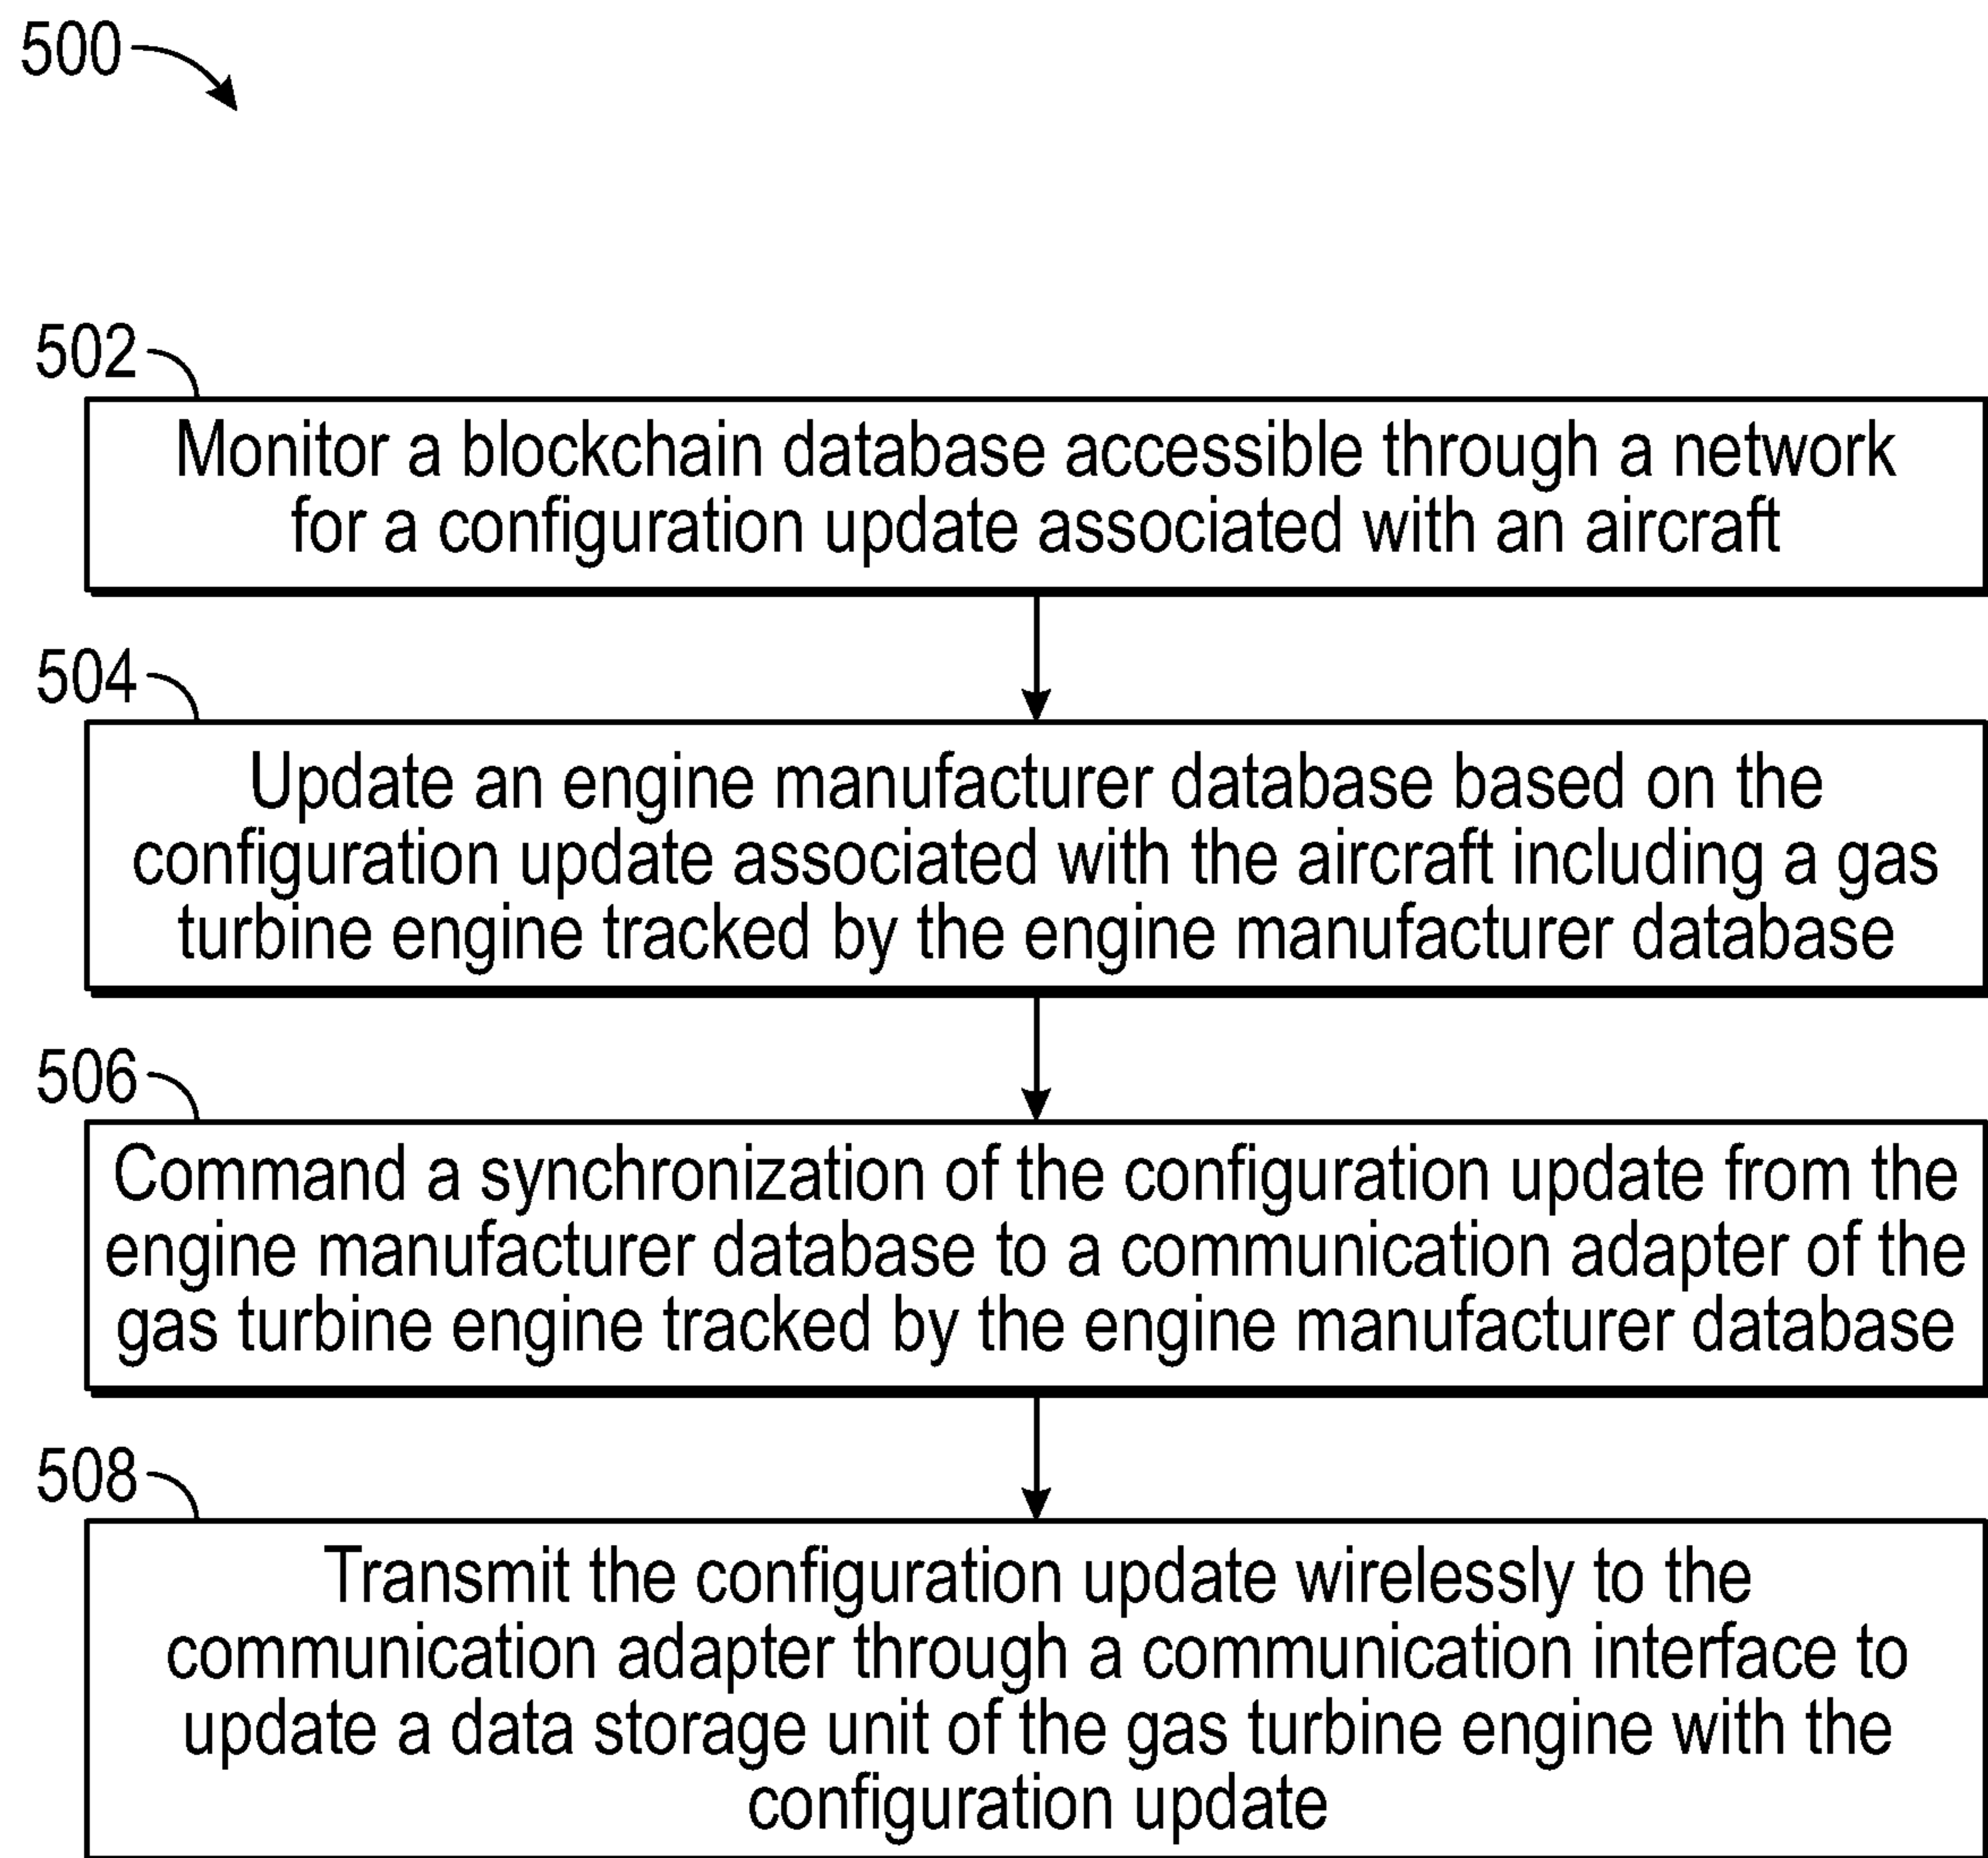 500
502
Monitor a blockchain database accessible through a network
for a configuration update associated with an aircraft
504
Update an engine manufacturer database based on the
configuration update associated with the aircraft including a gas
turbine engine tracked by the engine manufacturer database
506
Command a synchronization of the configuration update from the
engine manufacturer database to a communication adapter of the
gas turbine engine tracked by the engine manufacturer database
508
Transmit the configuration update wirelessly to the
communication adapter through a communication interface to
update a data storage unit of the gas turbine engine with the
configuration update